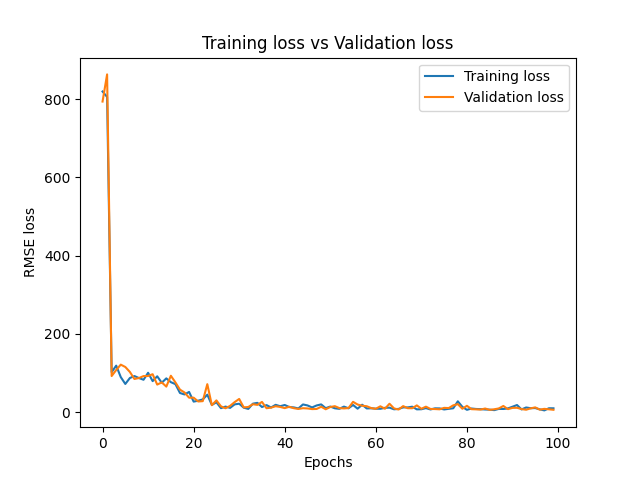 Training loss vs Validation loss
Training loss
Validation loss
800
600
400
200
0
RMSE loss
0 20 40 60 80 100
Epochs